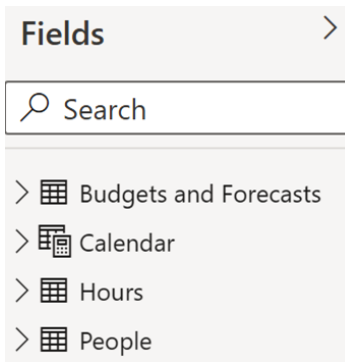 Fields
Search
Budgets and Forecasts
Calendar
Hours
People